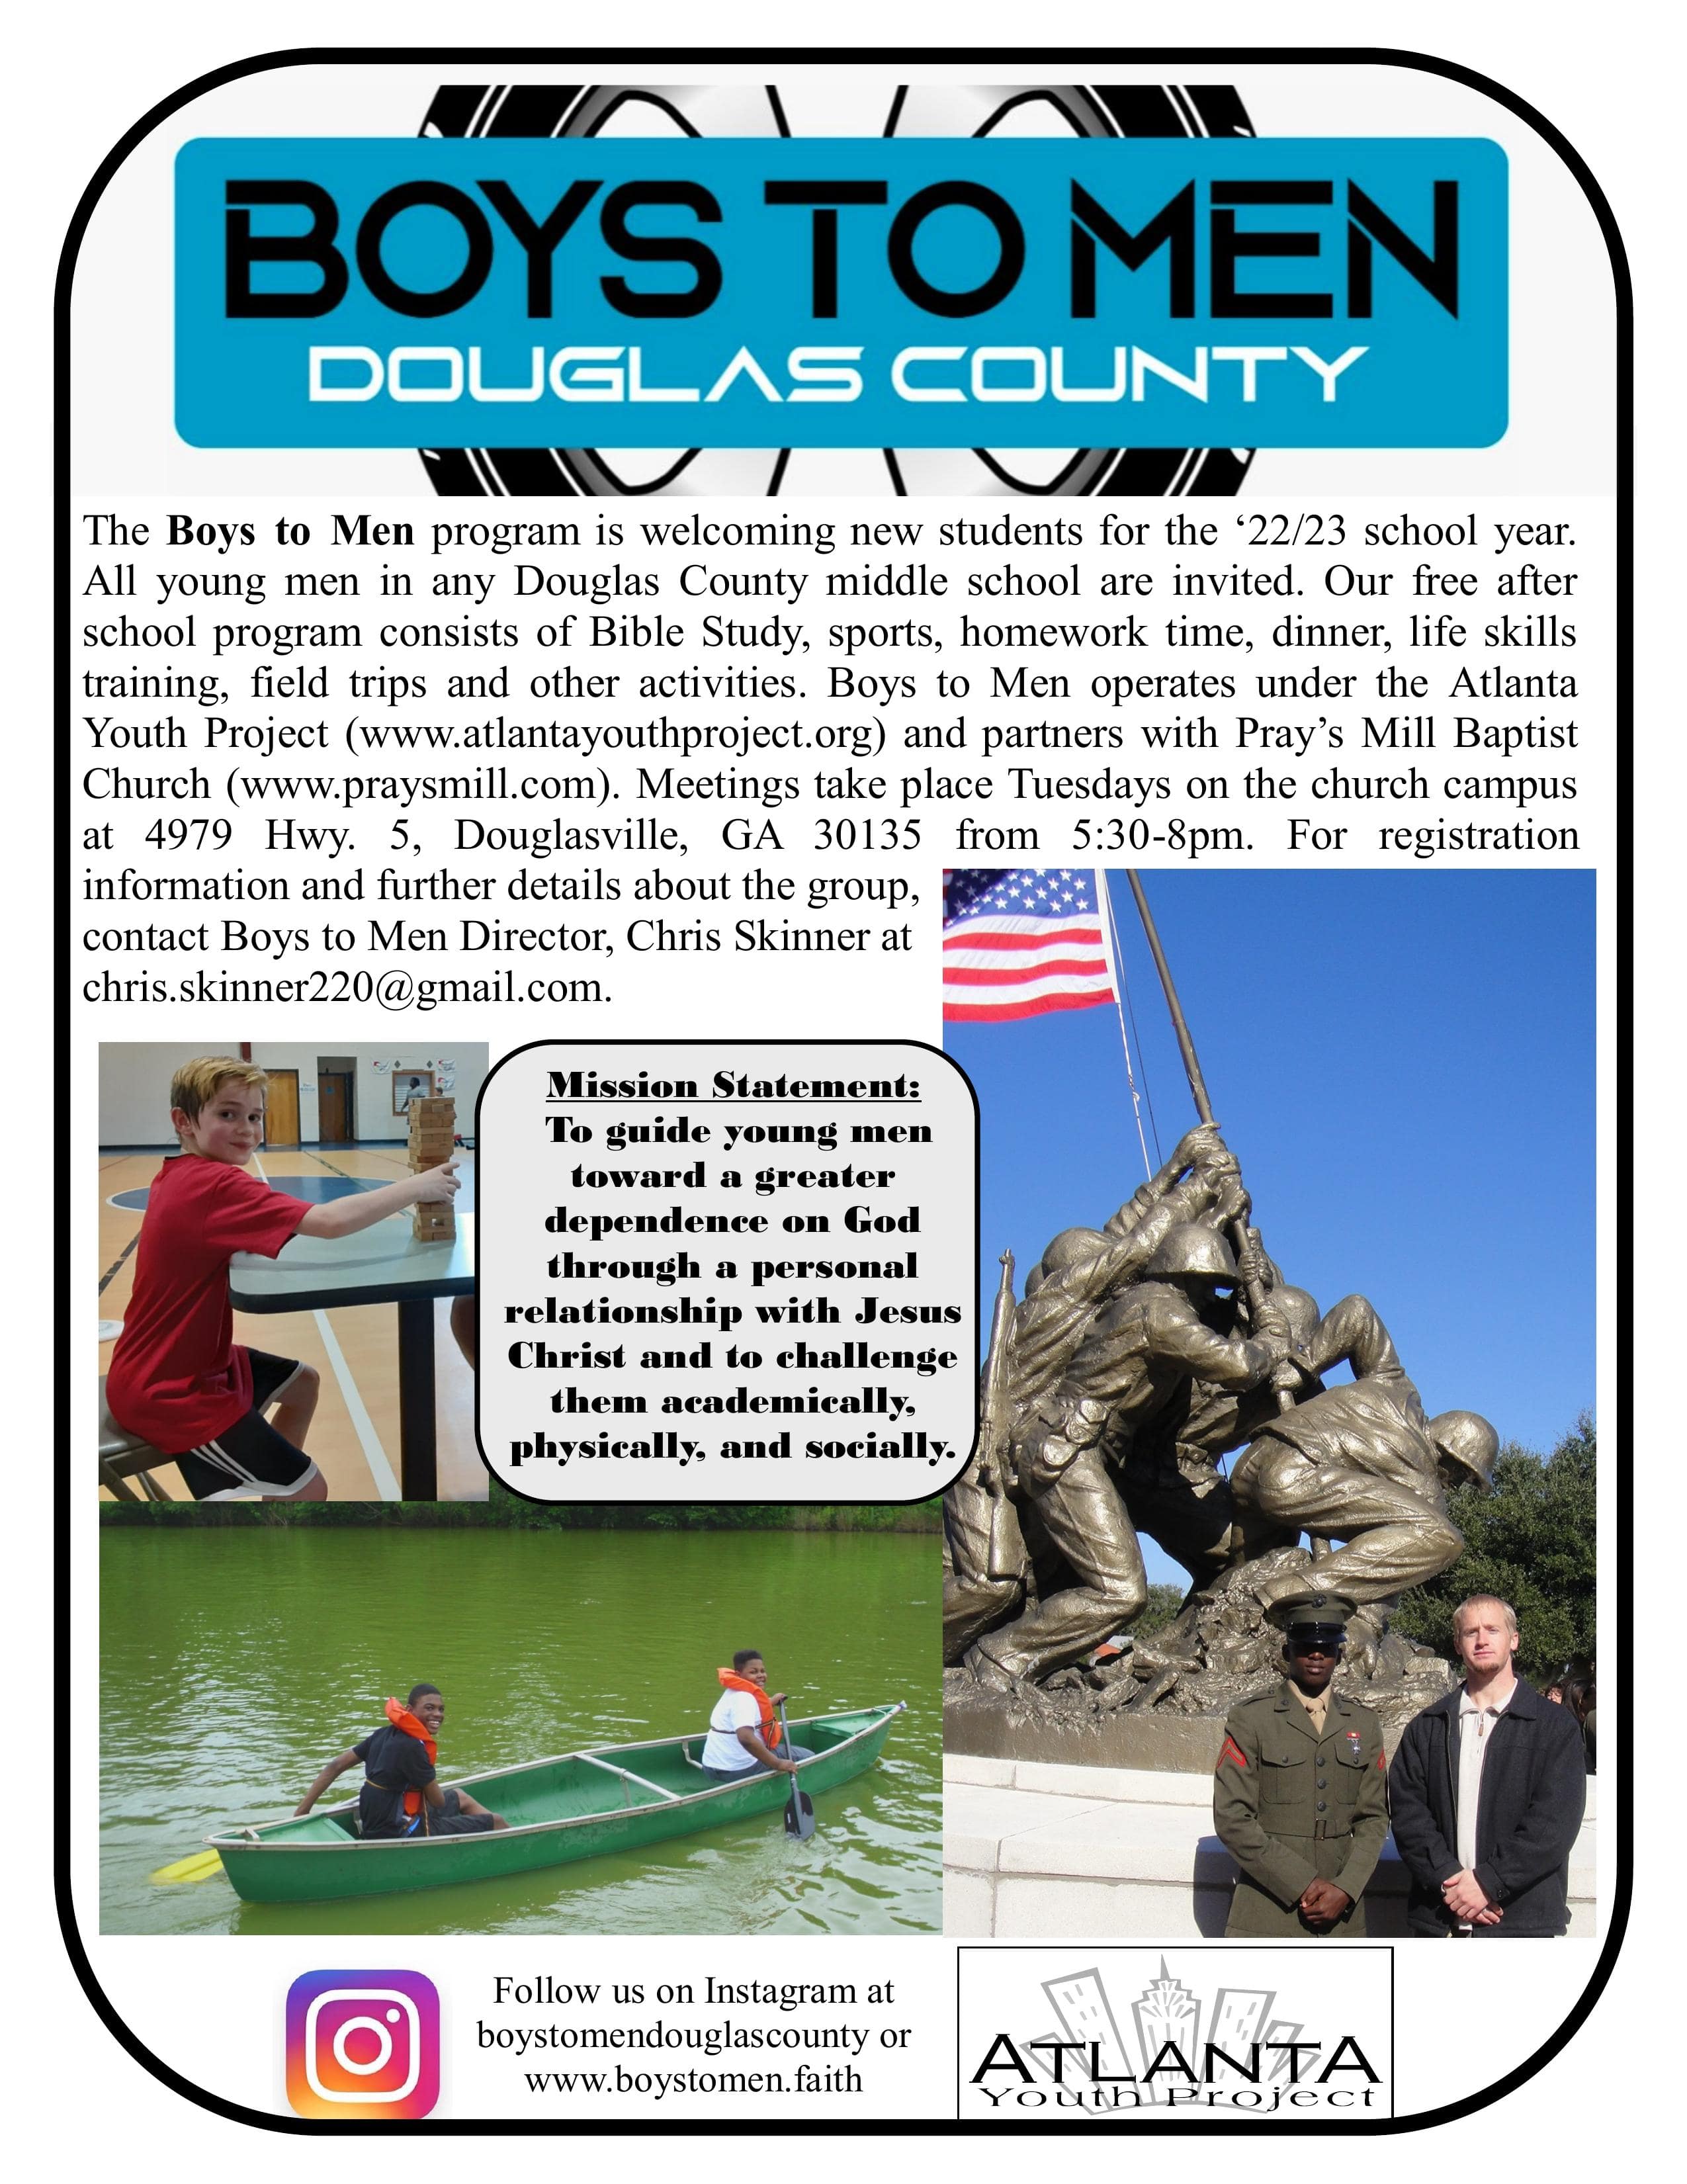 BOYS TO MEN
DOUGLAS COUNTY
The Boys to Men program is welcoming new students for the ‘22/23 school year.
All young men in any Douglas County middle school are invited. Our free after
school program consists of Bible Study, sports, homework time, dinner, life skills
training, field trips and other activities. Boys to Men operates under the Atlanta
Youth Project (www.atlantayouthproject.org) and partners with Pray’s Mill Baptist
Church (www.praysmill.com). Meetings take place Tuesdays on the church campus
at 4979 Hwy. 5, Douglasville, GA 30135 from 5:30-8pm. For registration
information and further details about the group,
contact Boys to Men Director, Chris Skinner at
chris.skinner220@gmail.com.
Mission Statement:
To guide young men
toward a greater
dependence on God
through a personal
relationship with Jesus
Christ and to challenge
them academically,
physically, and socially.
Follow us on Instagram at
boystomendouglascounty or
www.boystomen.faith
ATLANTA
Youth Project